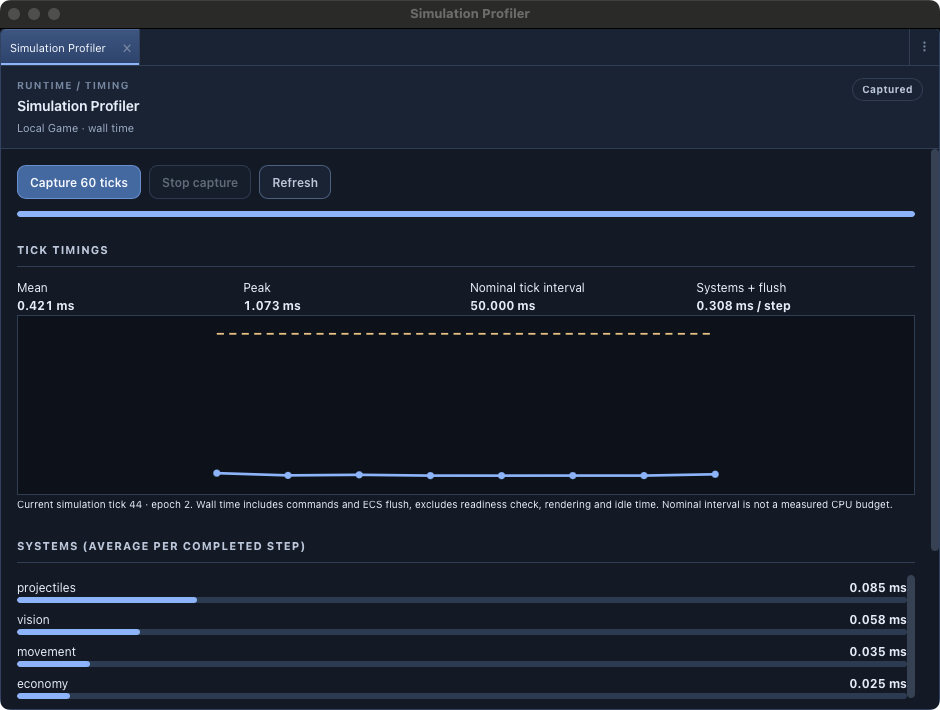 Simulation Profiler
Simulation Profiler
RUNTIME / TIMING
Simulation Profiler
Captured
Local Game · wall time
Capture 60 ticks
Stop capture
Refresh
TICK TIMINGS
Mean
0.421 ms
Peak
1.073 ms
Nominal tick interval
50.000 ms
Systems + flush
0.308 ms / step
Current simulation tick 44 · epoch 2. Wall time includes commands and ECS flush, excludes readiness check, rendering and idle time. Nominal interval is not a measured CPU budget.
SYSTEMS (AVERAGE PER COMPLETED STEP)
projectiles 0.085 ms
vision 0.058 ms
movement 0.035 ms
economy 0.025 ms